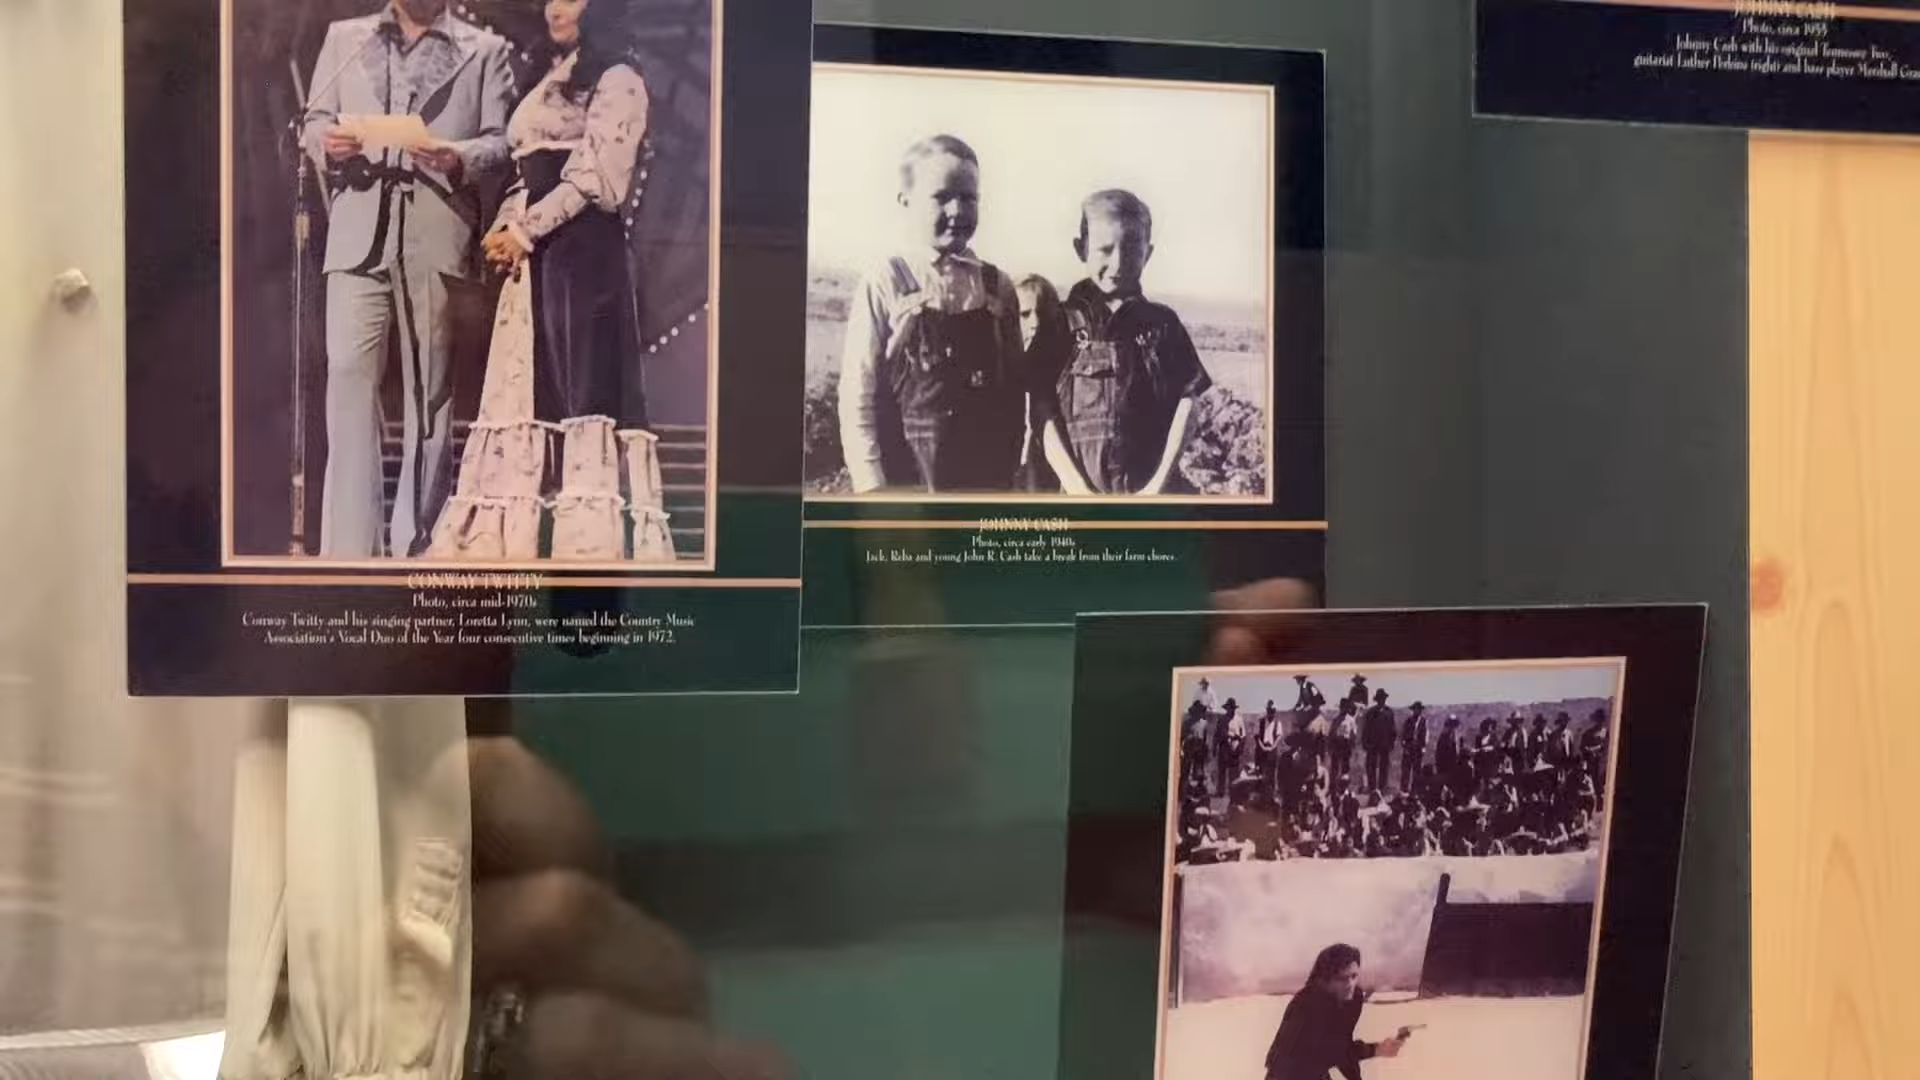 CONWAY TWITTY
Photo, circa mid-1970s
Conway Twitty and his singing partner, Loretta Lynn, were named the Country Music
Association's Vocal Duo of the Year four consecutive times beginning in 1972.
JOHNNY CASH
Photo, circa early 1940s
Jack, Reba and young John R. Cash take a break from their farm chores.
JOHNNY CASH
Photo, circa 1955
Johnny Cash with his original Tennessee Two,
guitarist Luther Perkins (right) and bass player Marshall